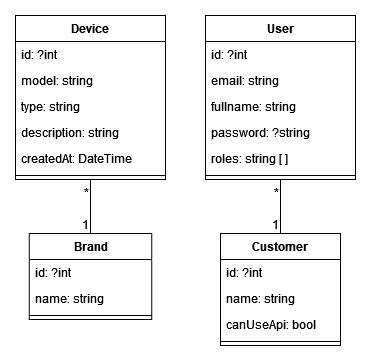 Device
id: ?int
model: string
type: string
description: string
createdAt: DateTime
*
1
Brand
id: ?int
name: string
User
id: ?int
email: string
fullname: string
password: ?string
roles: string [ ]
*
1
Customer
id: ?int
name: string
canUseApi: bool